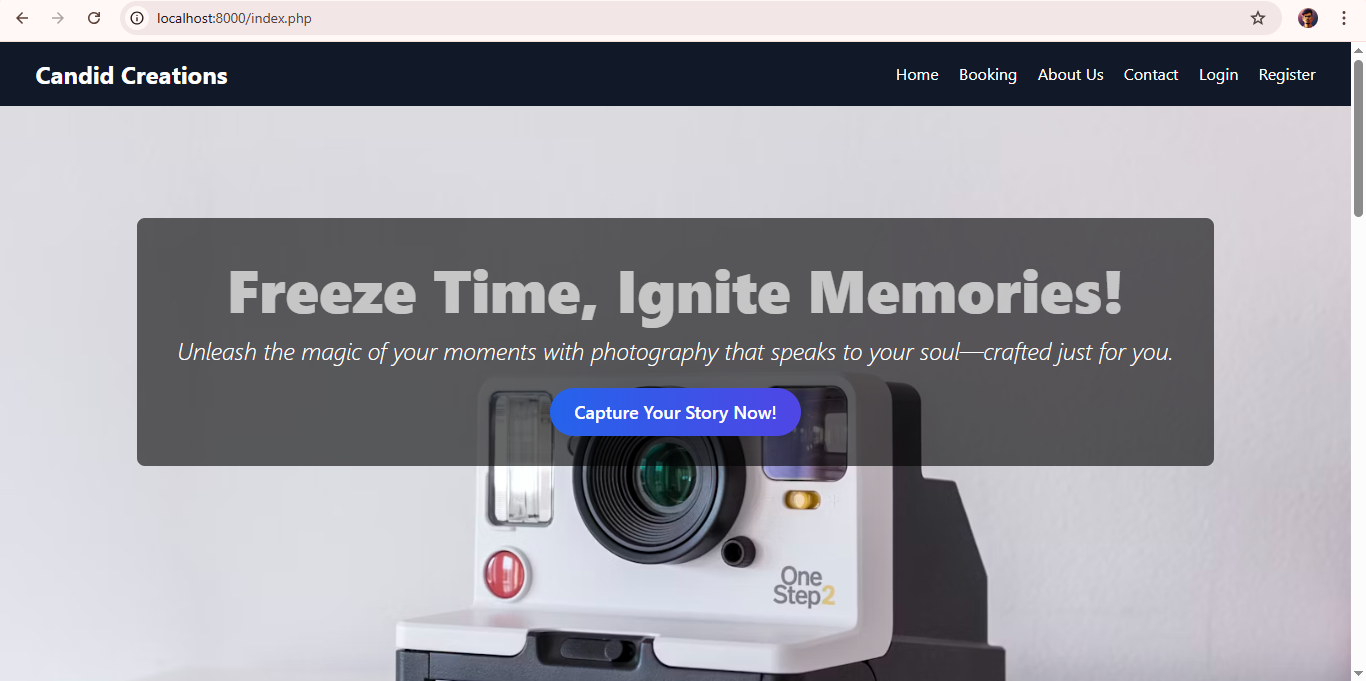 localhost:8000/index.php
Candid Creations
Home Booking About Us Contact Login Register
Freeze Time, Ignite Memories!
Unleash the magic of your moments with photography that speaks to your soul—crafted just for you.
Capture Your Story Now!
One
Step2